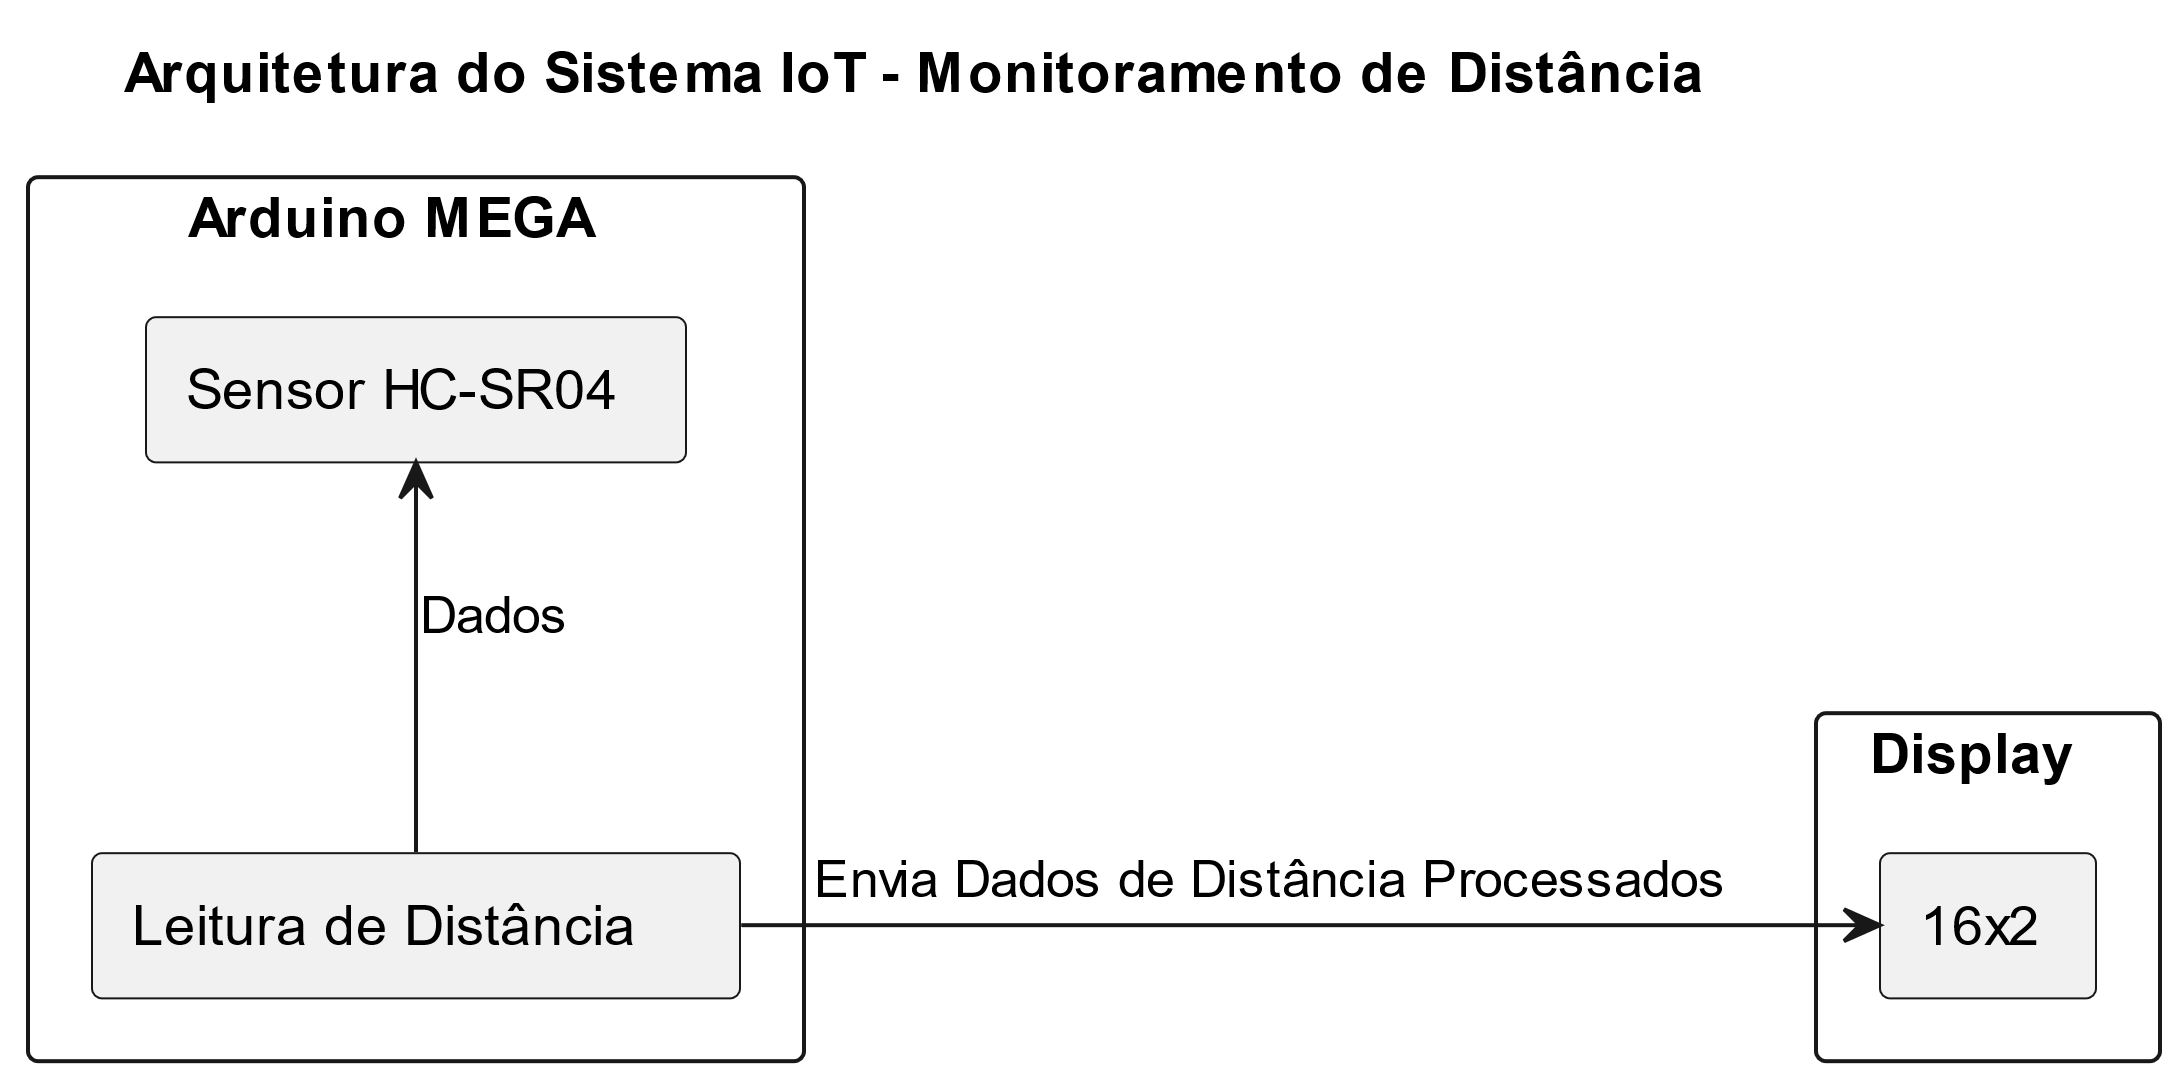 Arquitetura do Sistema IoT - Monitoramento de Distância
Arduino MEGA
Sensor HC-SR04
Dados
Leitura de Distância
Envia Dados de Distância Processados
Display
16x2